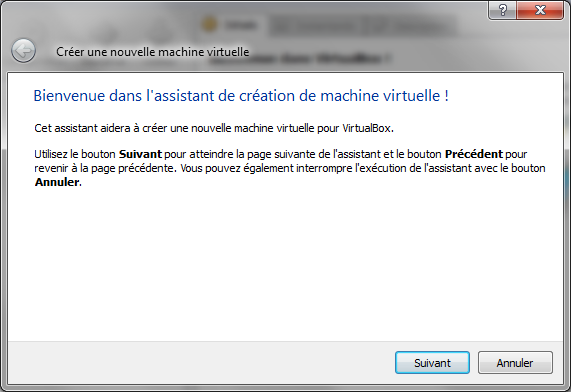 ?
Créer une nouvelle machine virtuelle
Bienvenue dans l'assistant de création de machine virtuelle !
Cet assistant aidera à créer une nouvelle machine virtuelle pour VirtualBox.
Utilisez le bouton Suivant pour atteindre la page suivante de l'assistant et le bouton Précédent pour
revenir à la page précédente. Vous pouvez également interrompre l'exécution de l'assistant avec le bouton
Annuler.
Suivant Annuler